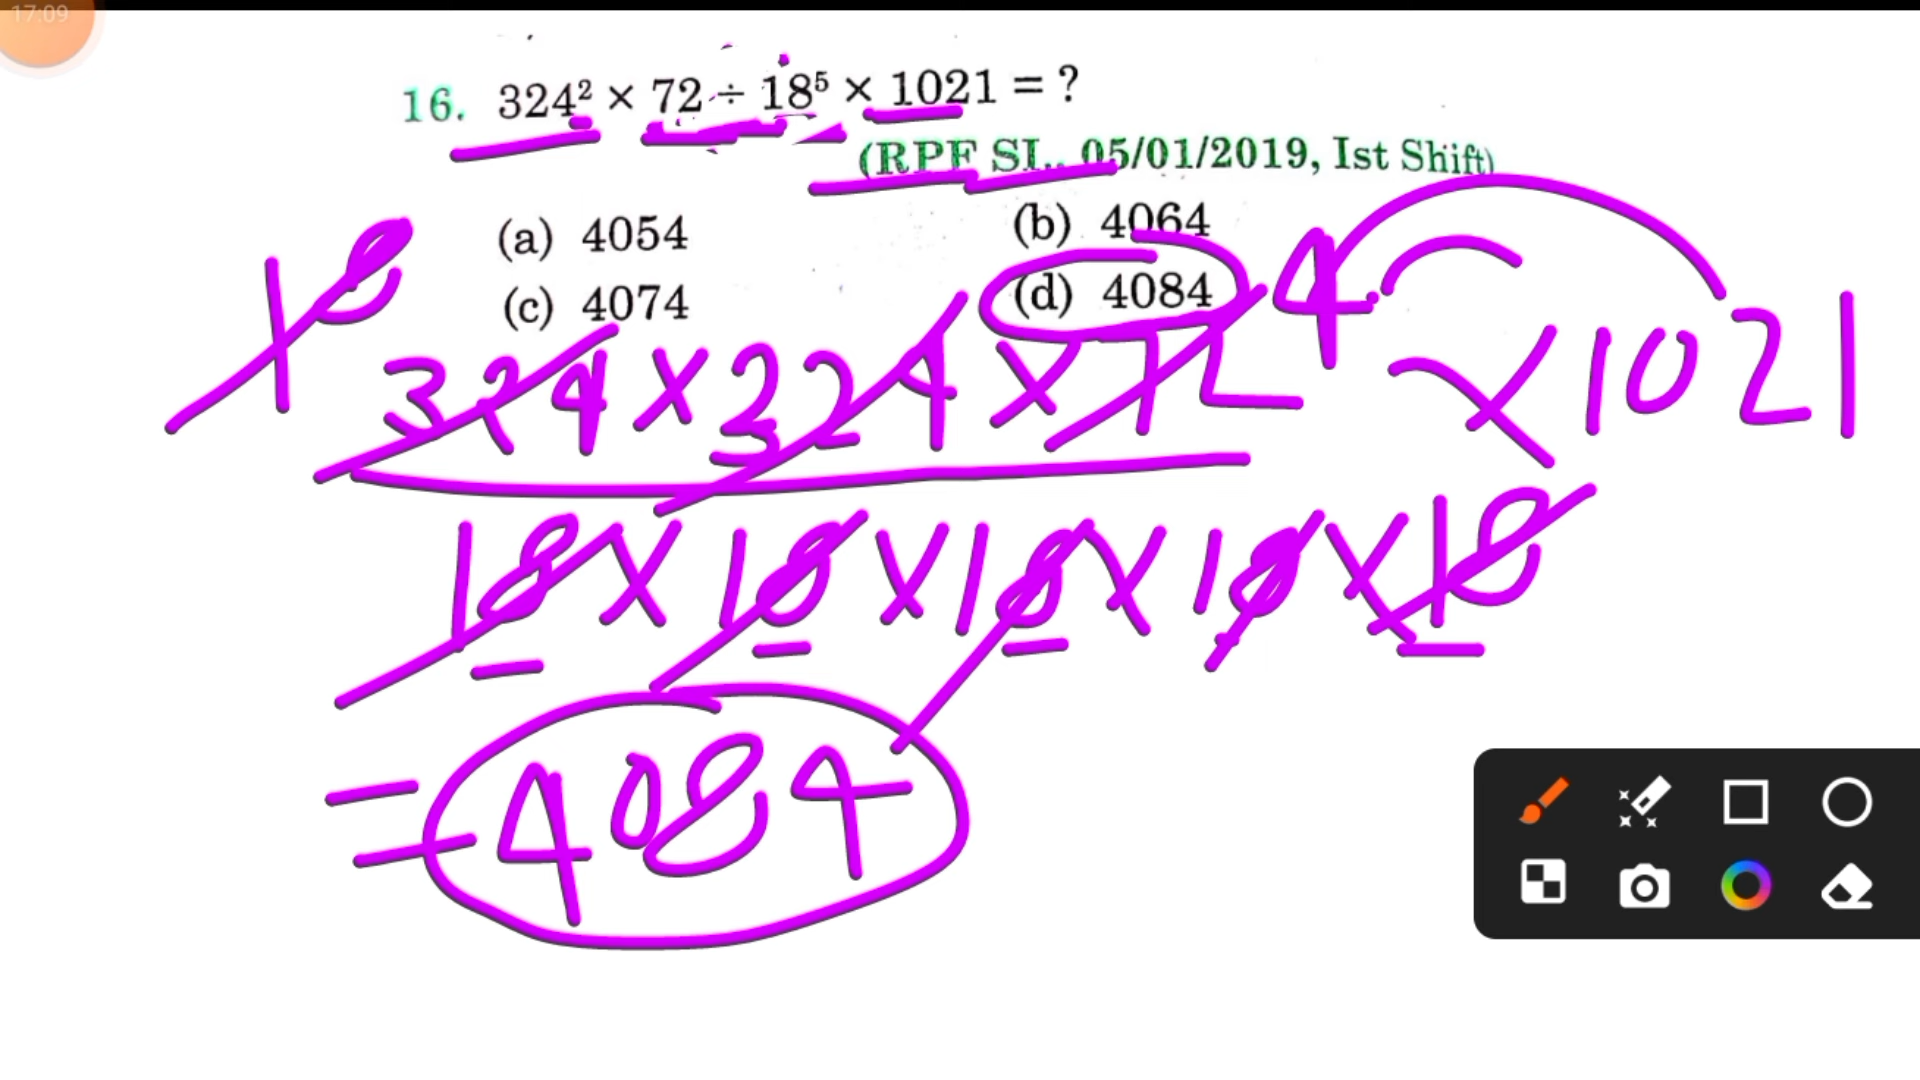 17:09
16. 324² × 72 ÷ 18⁵ × 1021 = ?
(RPF SI., 05/01/2019, Ist Shift)
(a) 4054 (b) 4064
(c) 4074 (d) 4084
18 4
324 × 324 × 72 × 1021
18 × 18 × 18 × 18 × 18
= 4084